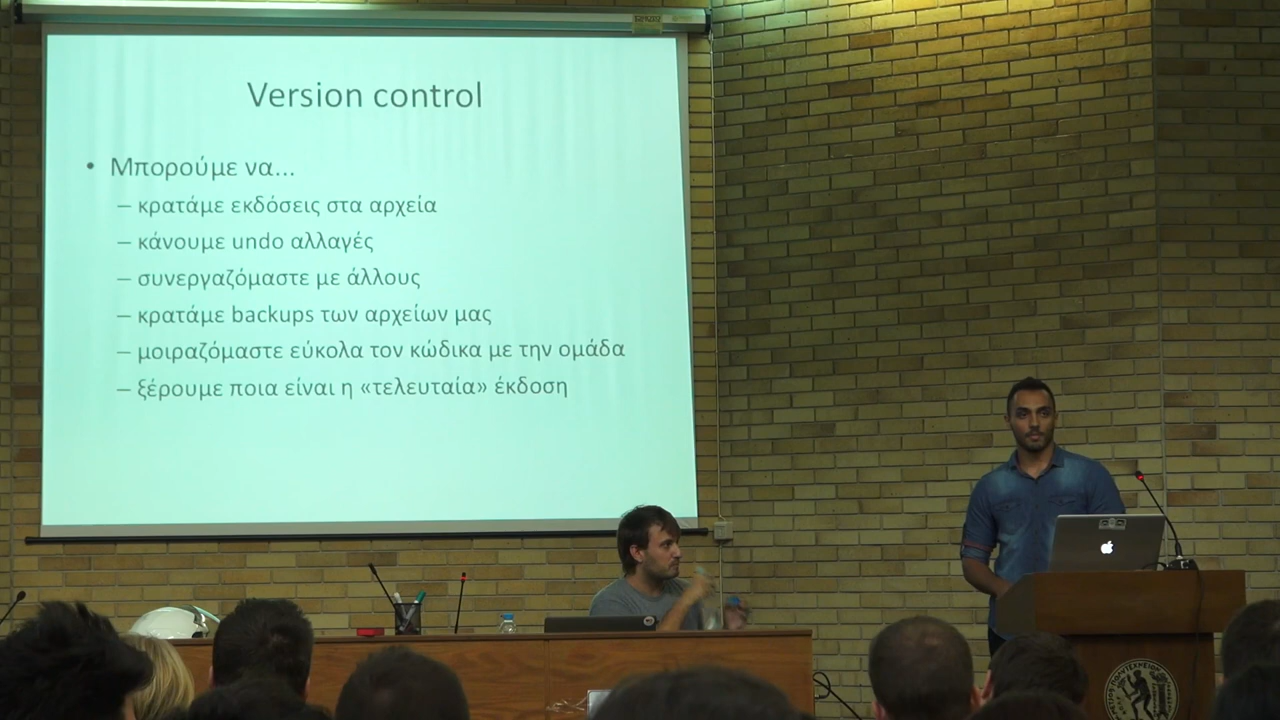 Version control
• Μπορούμε να...
– κρατάμε εκδόσεις στα αρχεία
– κάνουμε undo αλλαγές
– συνεργαζόμαστε με άλλους
– κρατάμε backups των αρχείων μας
– μοιραζόμαστε εύκολα τον κώδικα με την ομάδα
– ξέρουμε ποια είναι η «τελευταία» έκδοση